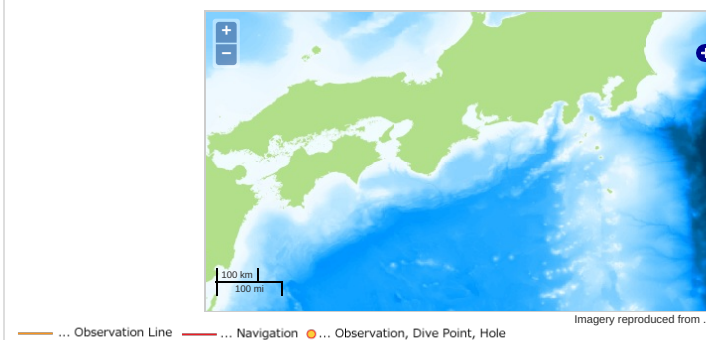 +
−
100 km
100 mi
Imagery reproduced from .
... Observation Line ... Navigation ... Observation, Dive Point, Hole